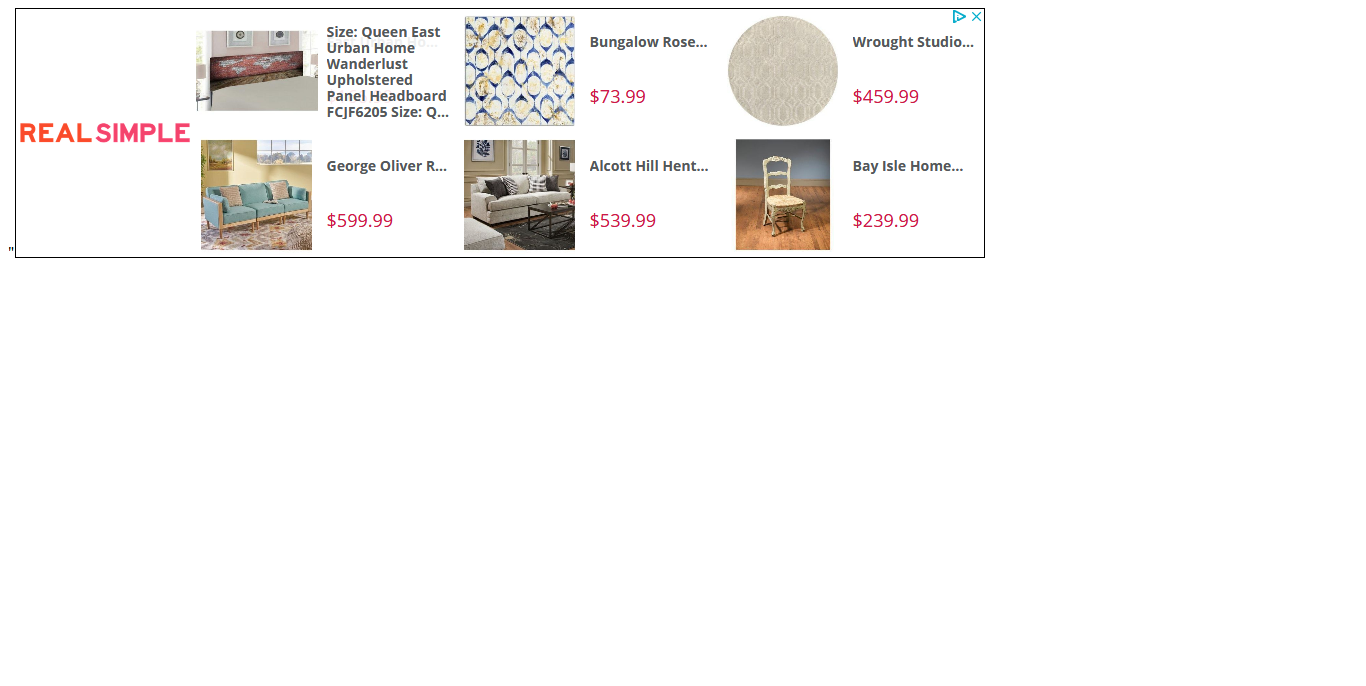 REAL SIMPLE
Size: Queen East
Urban Home
Wanderlust
Upholstered
Panel Headboard
FCJF6205 Size: Q...
Bungalow Rose...
$73.99
Wrought Studio...
$459.99
George Oliver R...
$599.99
Alcott Hill Hent...
$539.99
Bay Isle Home...
$239.99
"